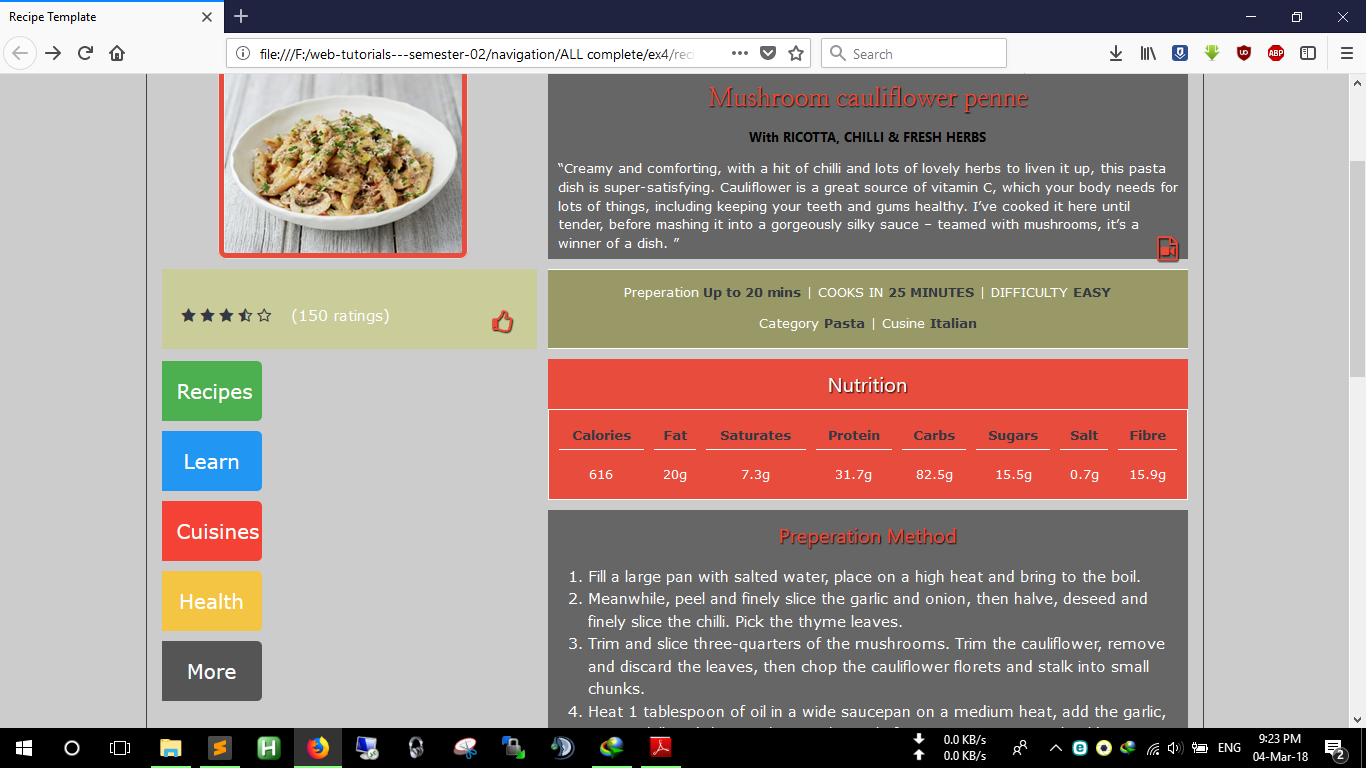 Recipe Template
file:///F:/web-tutorials---semester-02/navigation/ALL complete/ex4/rec
Search
Mushroom cauliflower penne
With RICOTTA, CHILLI & FRESH HERBS
“Creamy and comforting, with a hit of chilli and lots of lovely herbs to liven it up, this pasta
dish is super-satisfying. Cauliflower is a great source of vitamin C, which your body needs for
lots of things, including keeping your teeth and gums healthy. I’ve cooked it here until
tender, before mashing it into a gorgeously silky sauce – teamed with mushrooms, it’s a
winner of a dish. ”
(150 ratings)
Preperation Up to 20 mins | COOKS IN 25 MINUTES | DIFFICULTY EASY
Category Pasta | Cusine Italian
Recipes
Learn
Cuisines
Health
More
Nutrition
Calories Fat Saturates Protein Carbs Sugars Salt Fibre
616 20g 7.3g 31.7g 82.5g 15.5g 0.7g 15.9g
Preperation Method
1. Fill a large pan with salted water, place on a high heat and bring to the boil.
2. Meanwhile, peel and finely slice the garlic and onion, then halve, deseed and
finely slice the chilli. Pick the thyme leaves.
3. Trim and slice three-quarters of the mushrooms. Trim the cauliflower, remove
and discard the leaves, then chop the cauliflower florets and stalk into small
chunks.
4. Heat 1 tablespoon of oil in a wide saucepan on a medium heat, add the garlic,
0.0 KB/s
0.0 KB/s
ENG
9:23 PM
04-Mar-18
2